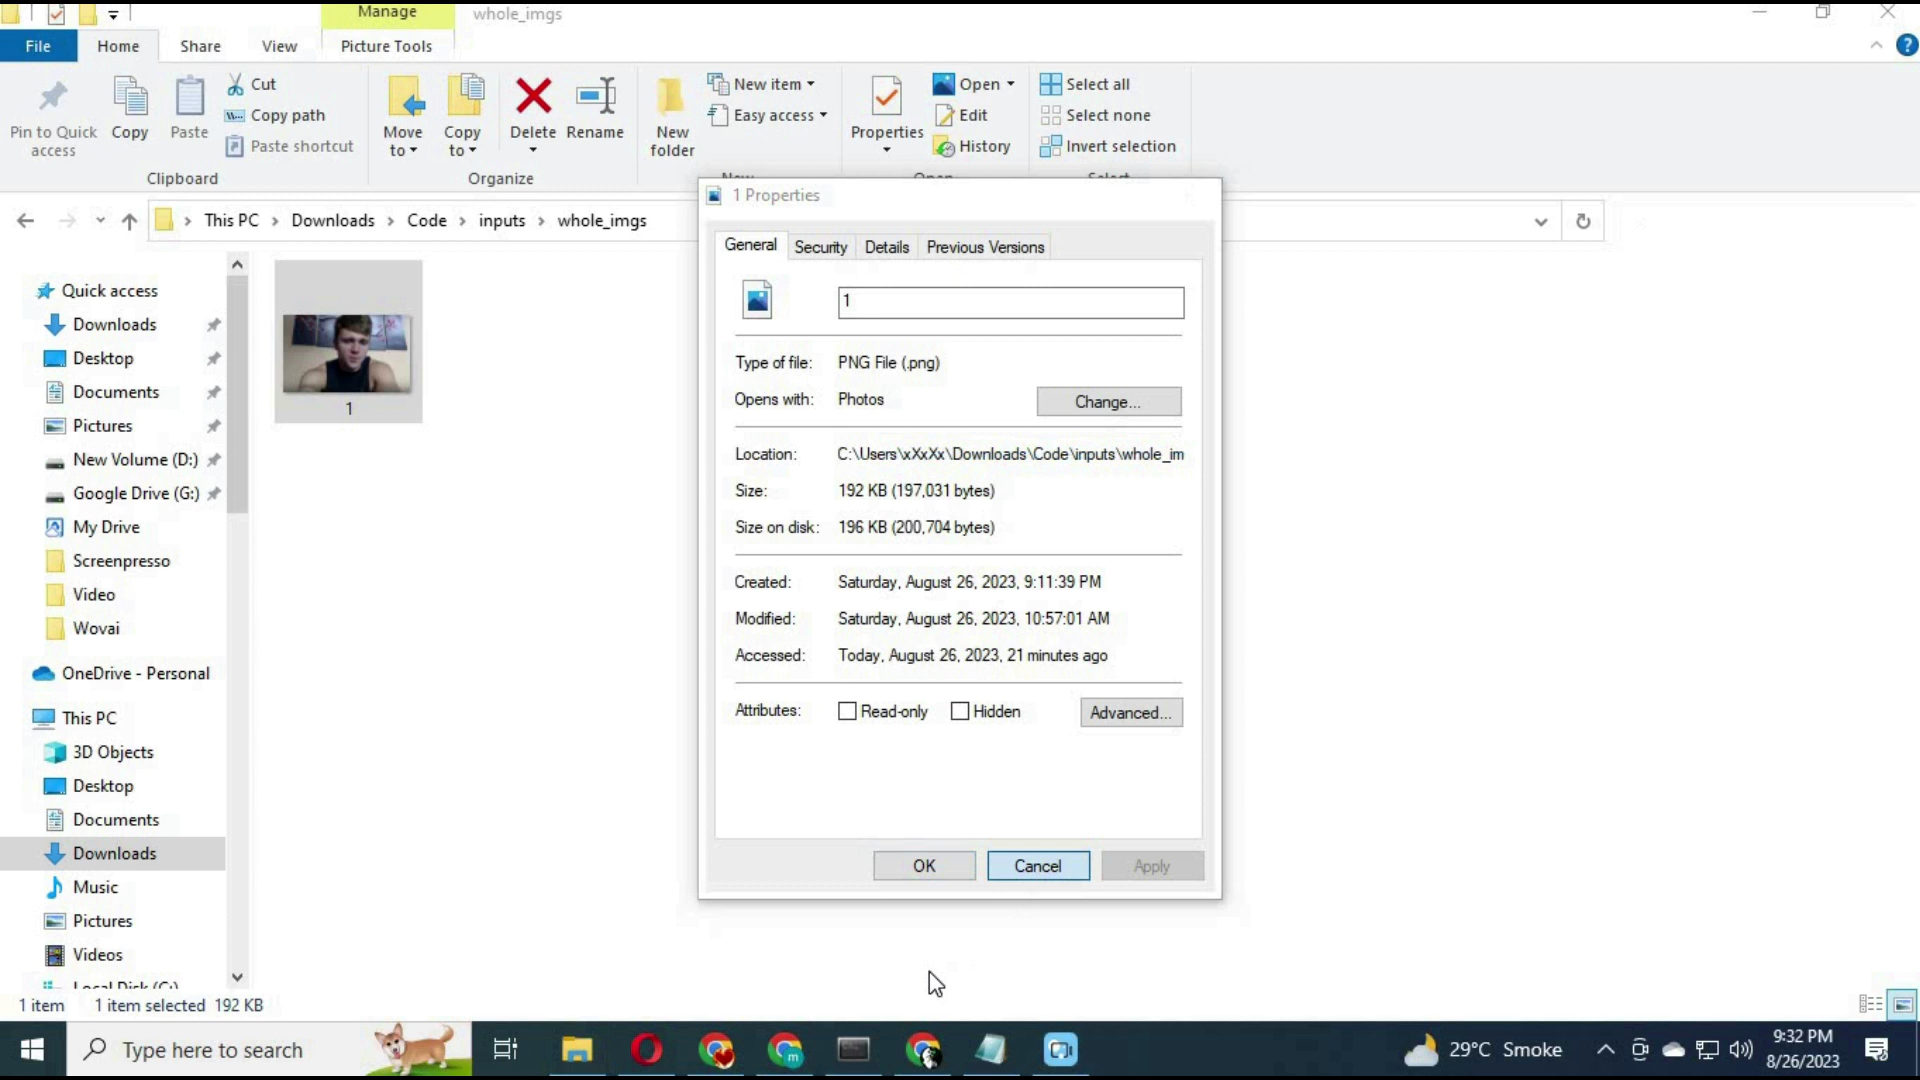 Manage
whole_imgs
File
Home
Share
View
Picture Tools
Pin to Quick access
Copy
Paste
Cut
Copy path
Paste shortcut
Clipboard
Move to
Copy to
Delete
Rename
Organize
New folder
New item
Easy access
Properties
Open
Edit
History
Select all
Select none
Invert selection
This PC > Downloads > Code > inputs > whole_imgs
Quick access
Downloads
Desktop
Documents
Pictures
New Volume (D:)
Google Drive (G:)
My Drive
Screenpresso
Video
Wovai
OneDrive - Personal
This PC
3D Objects
Desktop
Documents
Downloads
Music
Pictures
Videos
Local Disk (C:)
1
1 Properties
General
Security
Details
Previous Versions
1
Type of file: PNG File (.png)
Opens with: Photos
Change...
Location: C:\Users\xXxXx\Downloads\Code\inputs\whole_im
Size: 192 KB (197,031 bytes)
Size on disk: 196 KB (200,704 bytes)
Created: Saturday, August 26, 2023, 9:11:39 PM
Modified: Saturday, August 26, 2023, 10:57:01 AM
Accessed: Today, August 26, 2023, 21 minutes ago
Attributes: Read-only Hidden
Advanced...
OK
Cancel
Apply
1 item
1 item selected 192 KB
Type here to search
29°C Smoke
9:32 PM
8/26/2023